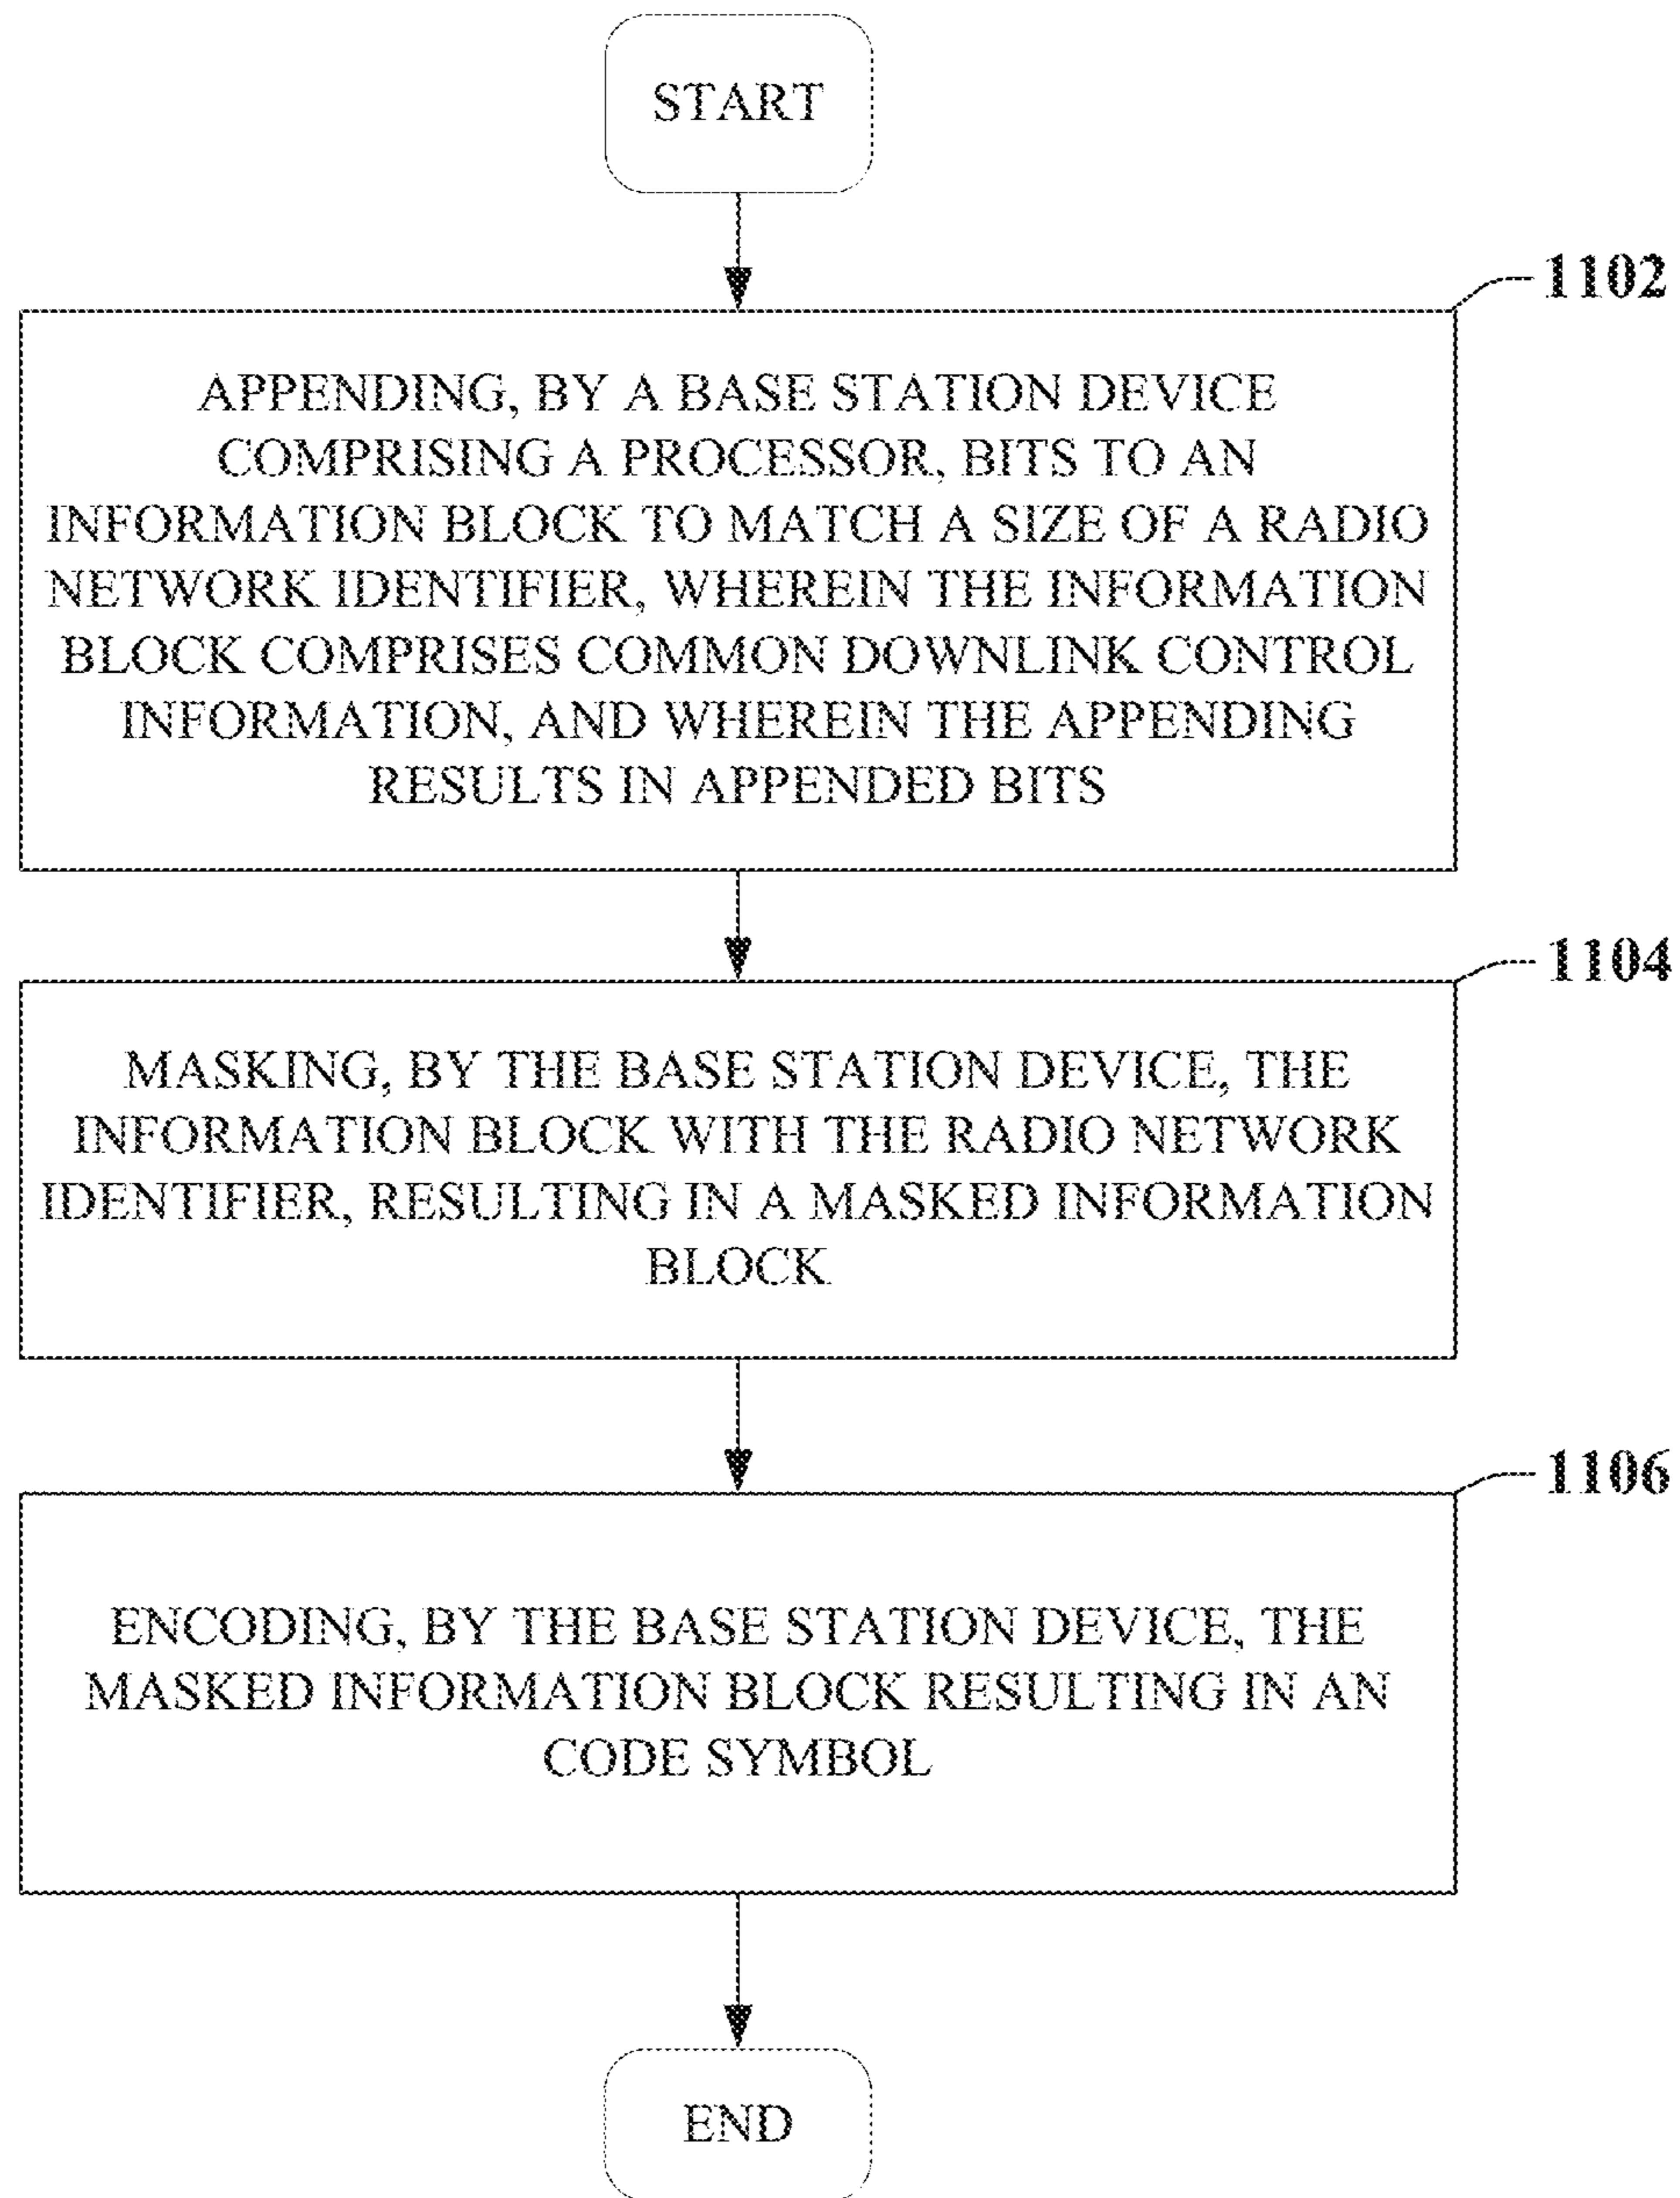 START
1102
APPENDING, BY A BASE STATION DEVICE
COMPRISING A PROCESSOR, BITS TO AN
INFORMATION BLOCK TO MATCH A SIZE OF A RADIO
NETWORK IDENTIFIER, WHEREIN THE INFORMATION
BLOCK COMPRISES COMMON DOWNLINK CONTROL
INFORMATION, AND WHEREIN THE APPENDING
RESULTS IN APPENDED BITS
1104
MASKING, BY THE BASE STATION DEVICE, THE
INFORMATION BLOCK WITH THE RADIO NETWORK
IDENTIFIER, RESULTING IN A MASKED INFORMATION
BLOCK
1106
ENCODING, BY THE BASE STATION DEVICE, THE
MASKED INFORMATION BLOCK RESULTING IN AN
CODE SYMBOL
END